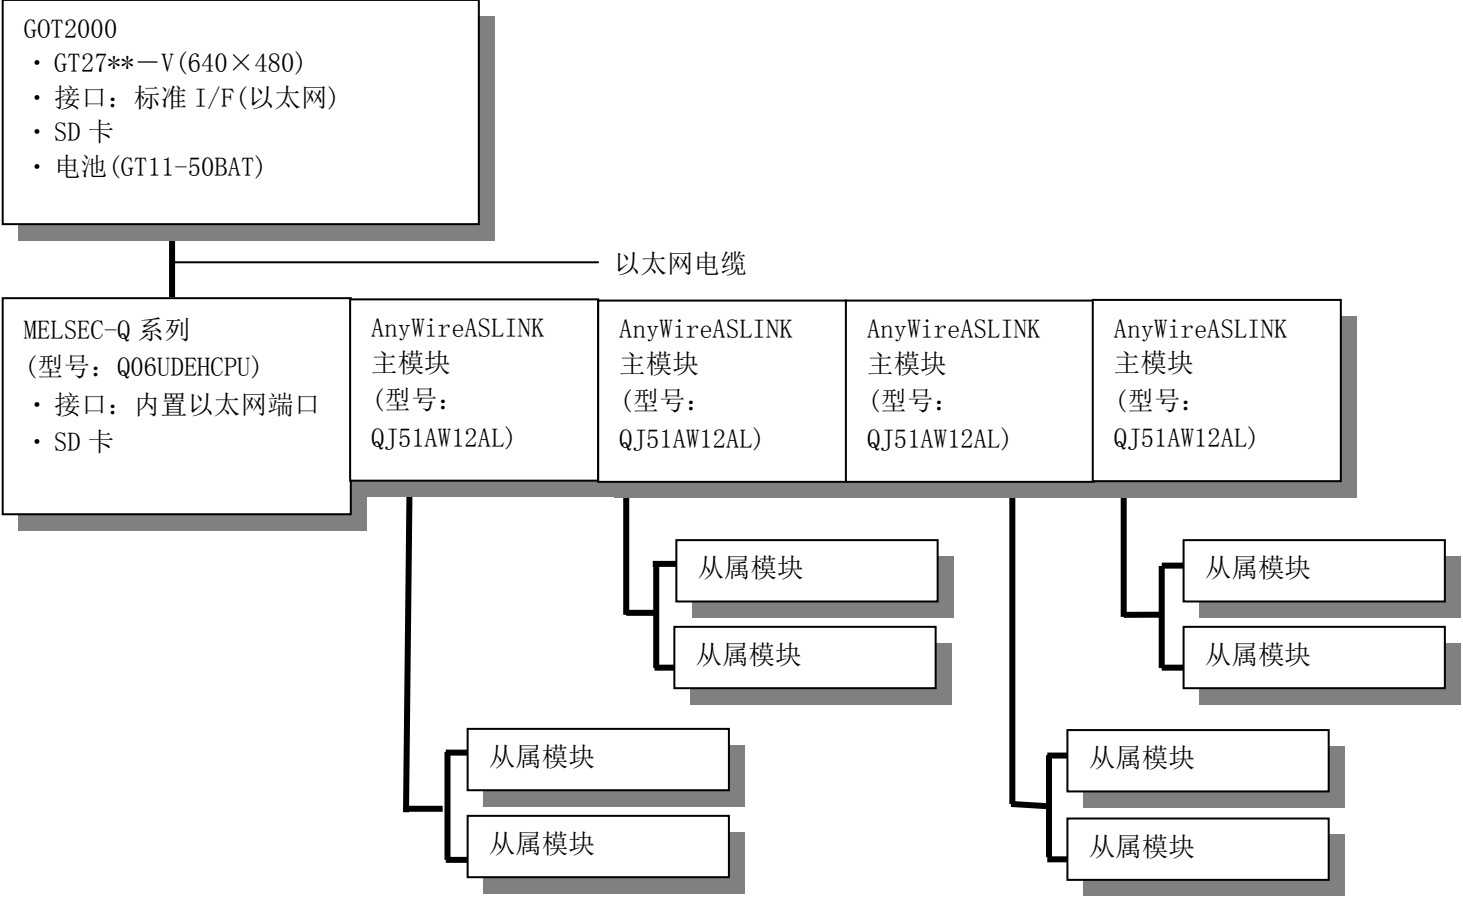 GOT2000
・GT27**－V(640×480)
・接口：标准 I/F(以太网)
・SD 卡
・电池(GT11-50BAT)
以太网电缆
MELSEC-Q 系列
(型号：Q06UDEHCPU)
・接口：内置以太网端口
・SD 卡
AnyWireASLINK
主模块
(型号：
QJ51AW12AL)
AnyWireASLINK
主模块
(型号：
QJ51AW12AL)
AnyWireASLINK
主模块
(型号：
QJ51AW12AL)
AnyWireASLINK
主模块
(型号：
QJ51AW12AL)
从属模块
从属模块
从属模块
从属模块
从属模块
从属模块
从属模块
从属模块